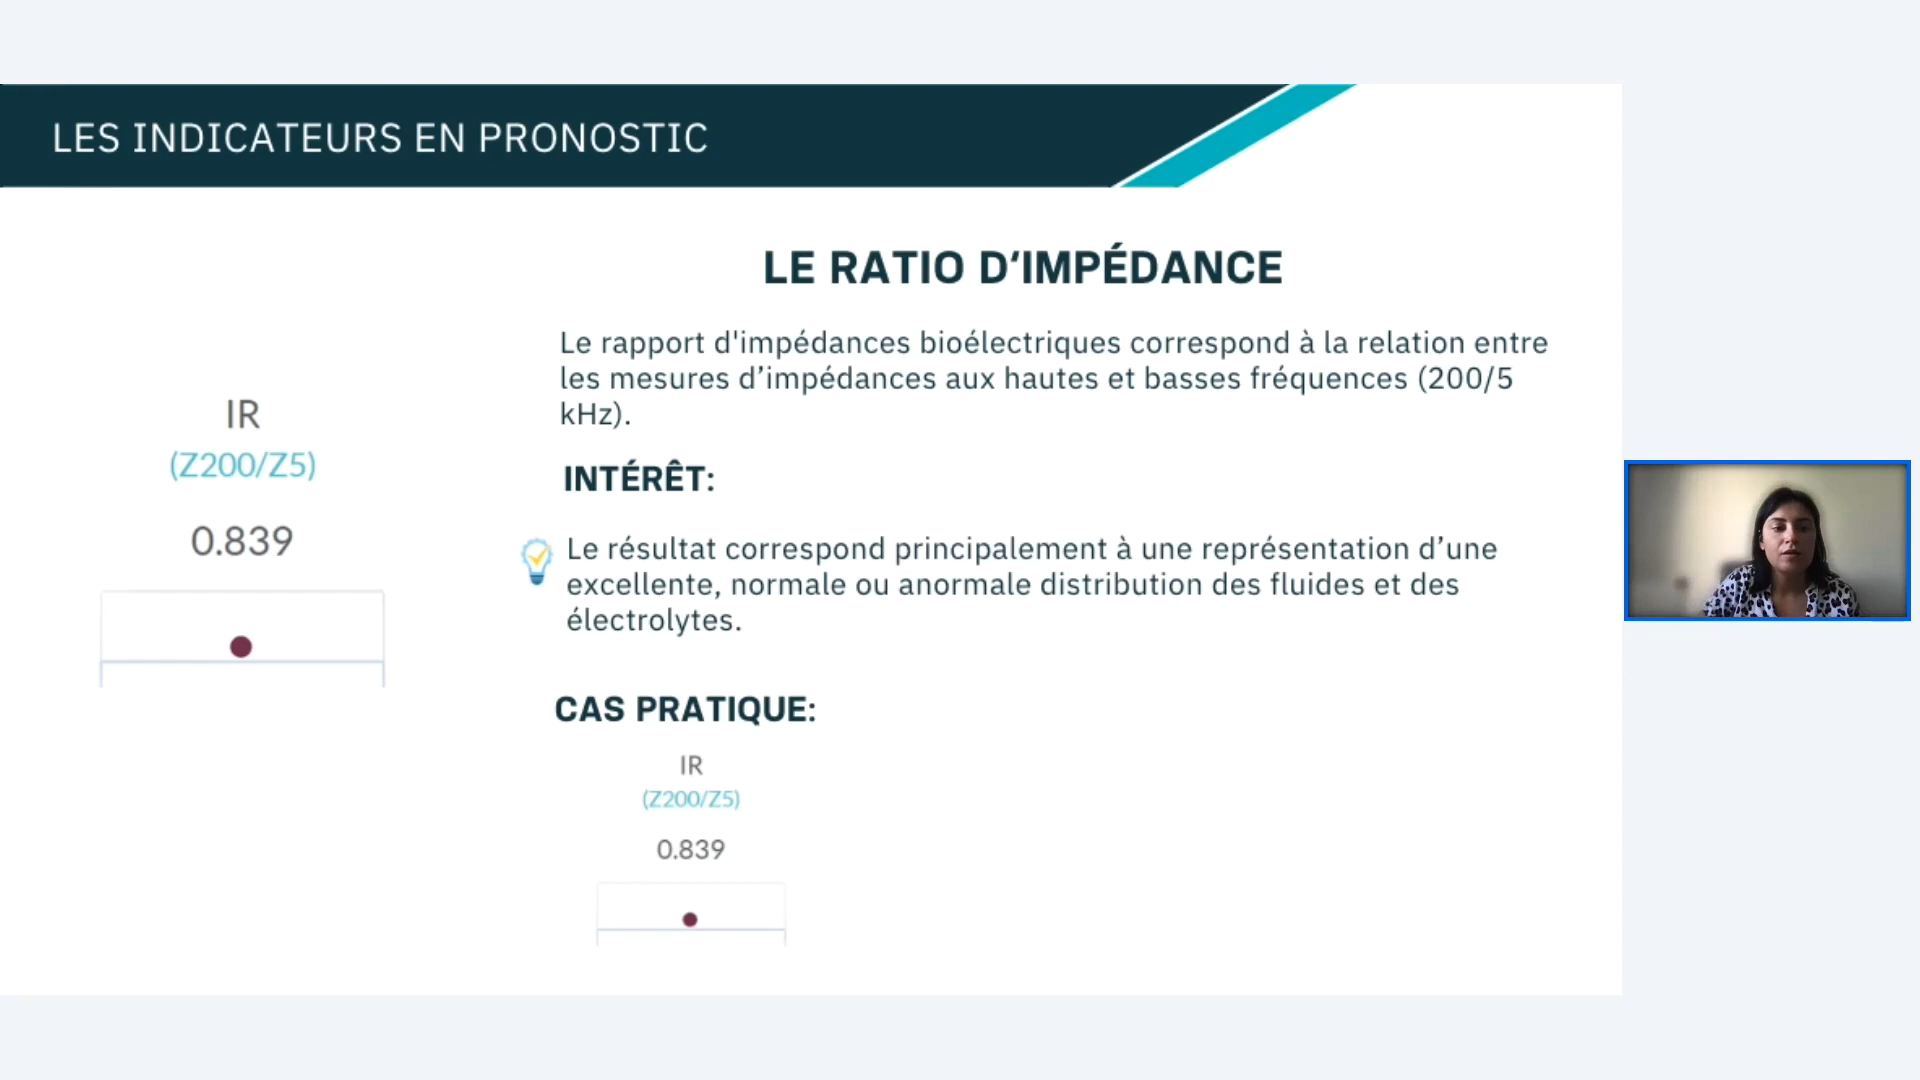 LES INDICATEURS EN PRONOSTIC
LE RATIO D‘IMPÉDANCE
Le rapport d'impédances bioélectriques correspond à la relation entre
les mesures d’impédances aux hautes et basses fréquences (200/5
kHz).
IR
(Z200/Z5)
0.839
INTÉRÊT:
Le résultat correspond principalement à une représentation d’une
excellente, normale ou anormale distribution des fluides et des
électrolytes.
CAS PRATIQUE:
IR
(Z200/Z5)
0.839